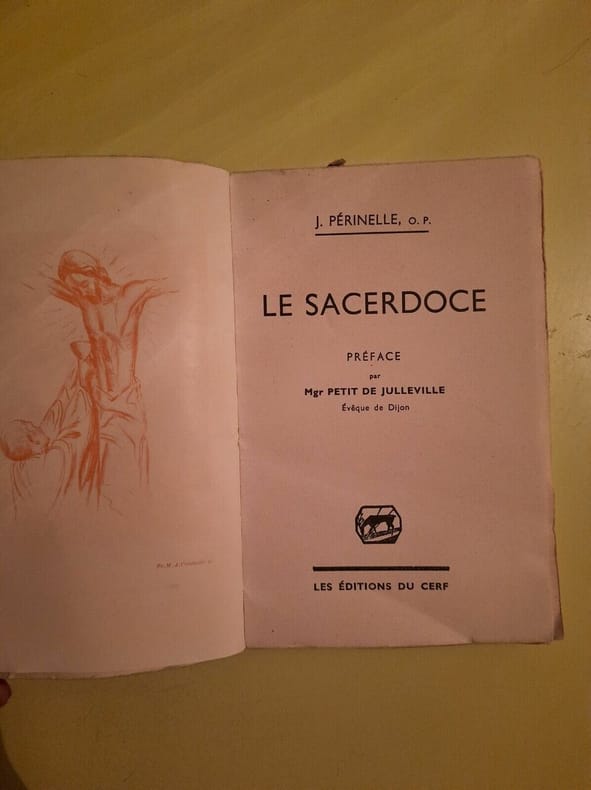 J. PÉRINELLE, O. P.
LE SACERDOCE
PRÉFACE
par
Mgr PETIT DE JULLEVILLE
Évêque de Dijon
LES ÉDITIONS DU CERF